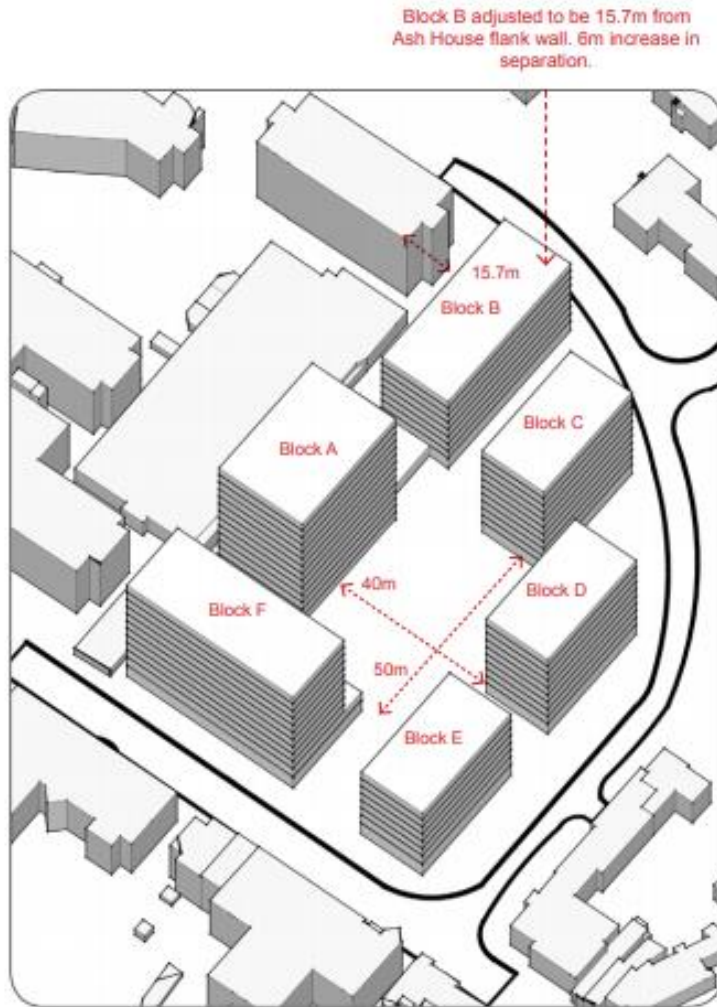 Block B adjusted to be 15.7m from
Ash House flank wall. 6m increase in
separation.
15.7m
Block B
Block C
Block A
40m
Block D
Block F
50m
Block E